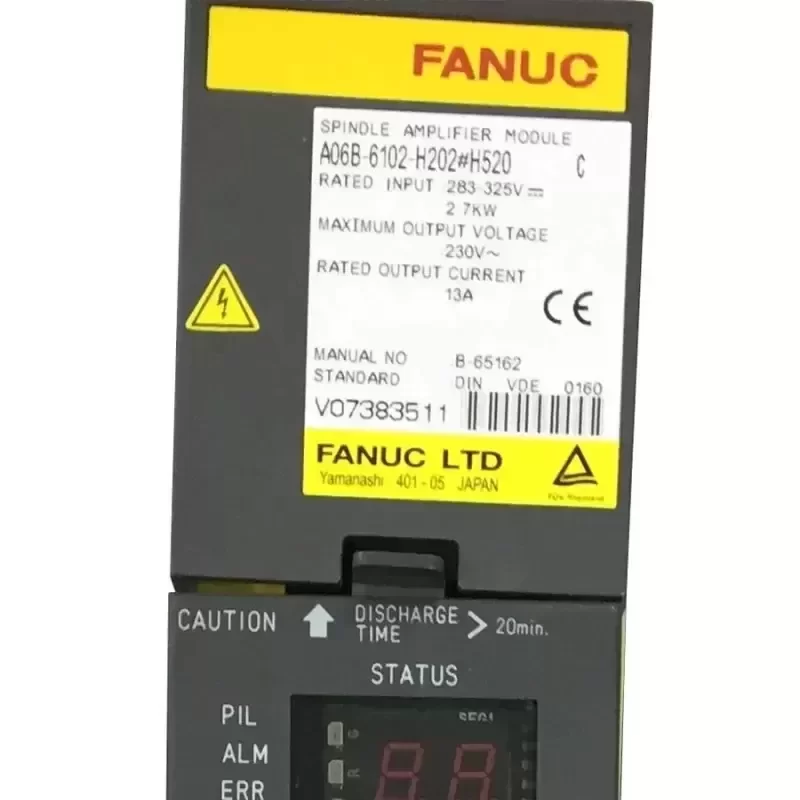 FANUC
SPINDLE AMPLIFIER MODULE
A06B-6102-H202#H520 C
RATED INPUT 283-325V⎓
2.7KW
MAXIMUM OUTPUT VOLTAGE
230V～
RATED OUTPUT CURRENT
13A
CE
MANUAL NO B-65162
STANDARD DIN VDE 0160
V07383511
FANUC LTD
Yamanashi 401-05 JAPAN
CAUTION DISCHARGE TIME > 20min.
STATUS
PIL
ALM
ERR
88